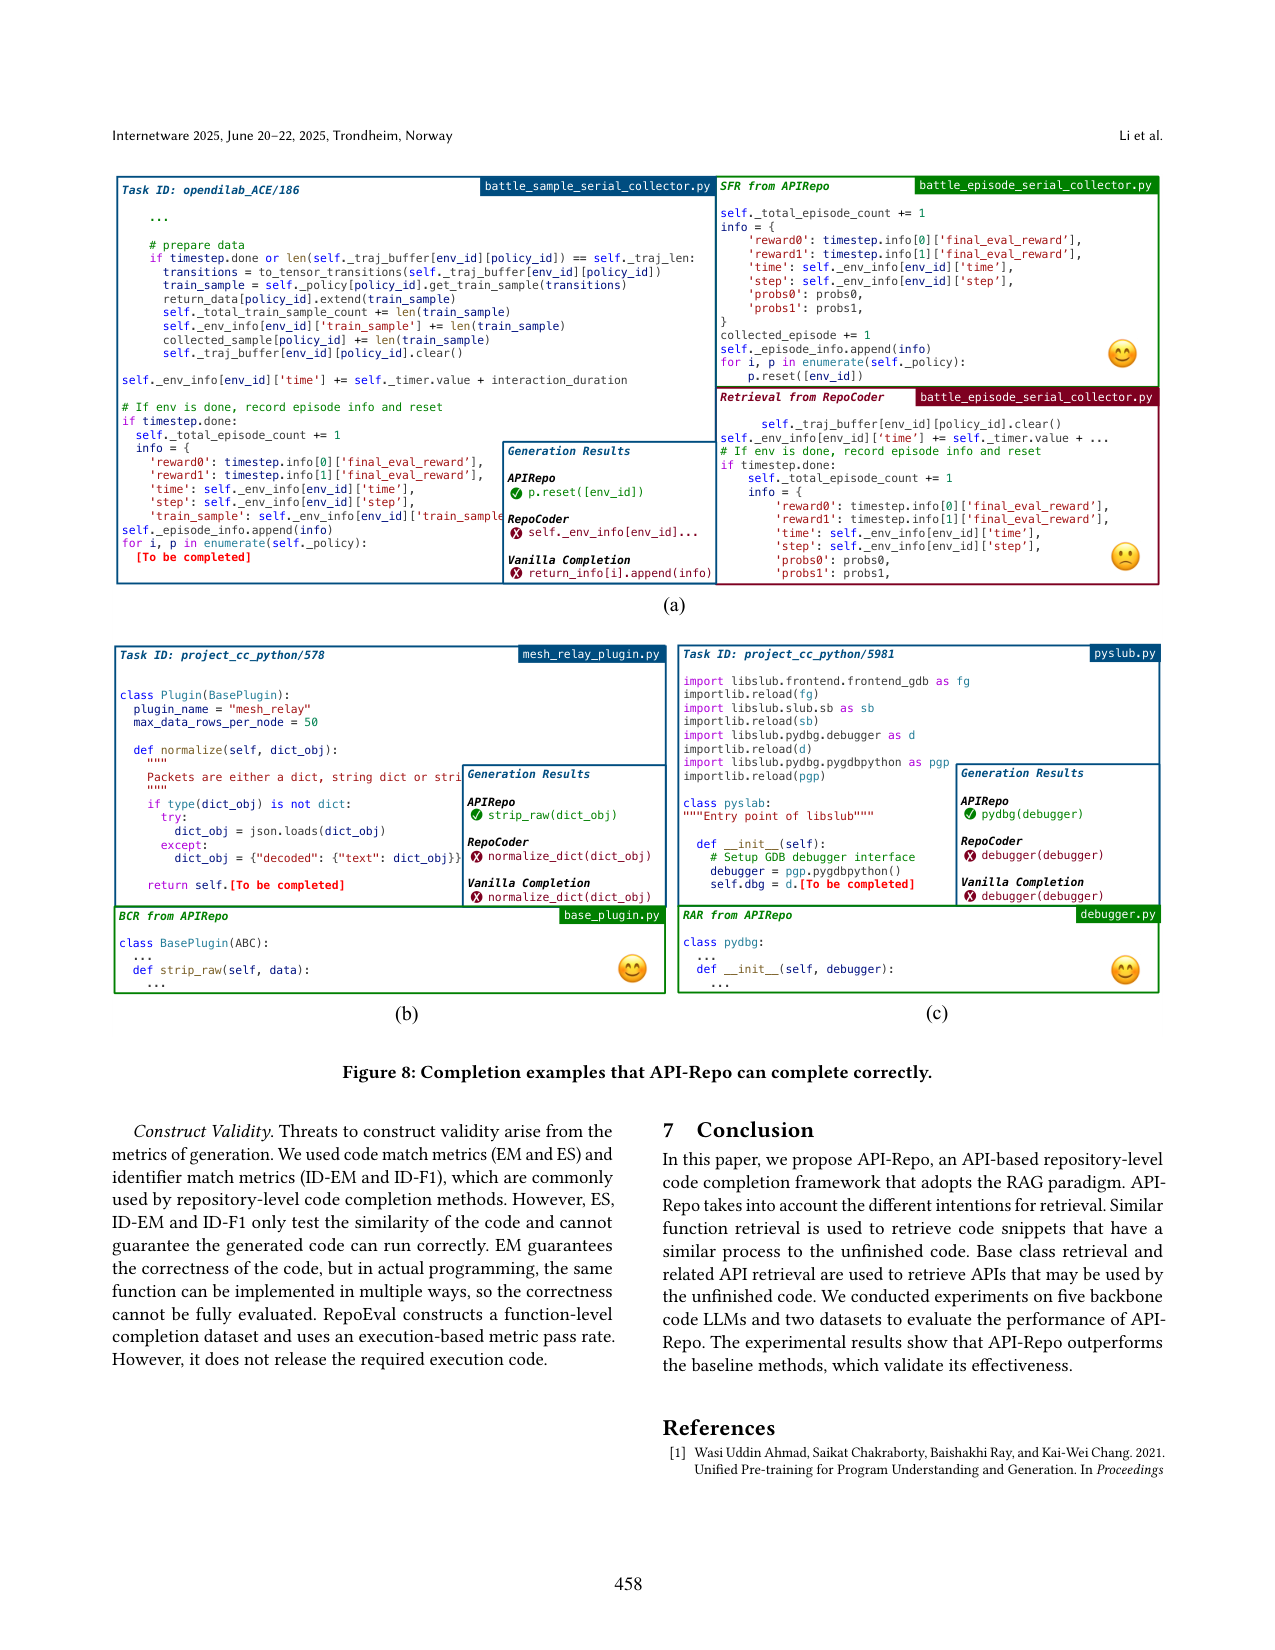 Internetware 2025, June 20–22, 2025, Trondheim, Norway
Li et al.
Task ID: opendilab_ACE/186
battle_sample_serial_collector.py
...
# prepare data
if timestep.done or len(self._traj_buffer[env_id][policy_id]) == self._traj_len:
transitions = to_tensor_transitions(self._traj_buffer[env_id][policy_id])
train_sample = self._policy[policy_id].get_train_sample(transitions)
return_data[policy_id].extend(train_sample)
self._total_train_sample_count += len(train_sample)
self._env_info[env_id]['train_sample'] += len(train_sample)
collected_sample[policy_id] += len(train_sample)
self._traj_buffer[env_id][policy_id].clear()
self._env_info[env_id]['time'] += self._timer.value + interaction_duration
# If env is done, record episode info and reset
if timestep.done:
self._total_episode_count += 1
info = {
'reward0': timestep.info[0]['final_eval_reward'],
'reward1': timestep.info[1]['final_eval_reward'],
'time': self._env_info[env_id]['time'],
'step': self._env_info[env_id]['step'],
'train_sample': self._env_info[env_id]['train_sample
self._episode_info.append(info)
for i, p in enumerate(self._policy):
[To be completed]
Generation Results
APIRepo
p.reset([env_id])
RepoCoder
self._env_info[env_id]...
Vanilla Completion
return_info[i].append(info)
SFR from APIRepo
battle_episode_serial_collector.py
self._total_episode_count += 1
info = {
'reward0': timestep.info[0]['final_eval_reward’],
'reward1': timestep.info[1]['final_eval_reward’],
'time': self._env_info[env_id]['time’],
'step': self._env_info[env_id]['step’],
'probs0': probs0,
'probs1': probs1,
}
collected_episode += 1
self._episode_info.append(info)
for i, p in enumerate(self._policy):
p.reset([env_id])
Retrieval from RepoCoder
battle_episode_serial_collector.py
self._traj_buffer[env_id][policy_id].clear()
self._env_info[env_id][‘time’] += self._timer.value + ...
# If env is done, record episode info and reset
if timestep.done:
self._total_episode_count += 1
info = {
'reward0': timestep.info[0]['final_eval_reward’],
'reward1': timestep.info[1]['final_eval_reward’],
'time': self._env_info[env_id]['time’],
'step': self._env_info[env_id]['step’],
'probs0': probs0,
'probs1': probs1,
(a)
Task ID: project_cc_python/578
mesh_relay_plugin.py
class Plugin(BasePlugin):
plugin_name = "mesh_relay"
max_data_rows_per_node = 50
def normalize(self, dict_obj):
"""
Packets are either a dict, string dict or stri
"""
if type(dict_obj) is not dict:
try:
dict_obj = json.loads(dict_obj)
except:
dict_obj = {"decoded": {"text": dict_obj}}
return self.[To be completed]
Generation Results
APIRepo
strip_raw(dict_obj)
RepoCoder
normalize_dict(dict_obj)
Vanilla Completion
normalize_dict(dict_obj)
BCR from APIRepo
base_plugin.py
class BasePlugin(ABC):
...
def strip_raw(self, data):
...
(b)
Task ID: project_cc_python/5981
pyslub.py
import libslub.frontend.frontend_gdb as fg
importlib.reload(fg)
import libslub.slub.sb as sb
importlib.reload(sb)
import libslub.pydbg.debugger as d
importlib.reload(d)
import libslub.pydbg.pygdbpython as pgp
importlib.reload(pgp)
class pyslab:
"""Entry point of libslub"""
def __init__(self):
# Setup GDB debugger interface
debugger = pgp.pygdbpython()
self.dbg = d.[To be completed]
Generation Results
APIRepo
pydbg(debugger)
RepoCoder
debugger(debugger)
Vanilla Completion
debugger(debugger)
RAR from APIRepo
debugger.py
class pydbg:
...
def __init__(self, debugger):
...
(c)
Figure 8: Completion examples that API-Repo can complete correctly.
Construct Validity. Threats to construct validity arise from the
metrics of generation. We used code match metrics (EM and ES) and
identifier match metrics (ID-EM and ID-F1), which are commonly
used by repository-level code completion methods. However, ES,
ID-EM and ID-F1 only test the similarity of the code and cannot
guarantee the generated code can run correctly. EM guarantees
the correctness of the code, but in actual programming, the same
function can be implemented in multiple ways, so the correctness
cannot be fully evaluated. RepoEval constructs a function-level
completion dataset and uses an execution-based metric pass rate.
However, it does not release the required execution code.
7 Conclusion
In this paper, we propose API-Repo, an API-based repository-level
code completion framework that adopts the RAG paradigm. API-
Repo takes into account the different intentions for retrieval. Similar
function retrieval is used to retrieve code snippets that have a
similar process to the unfinished code. Base class retrieval and
related API retrieval are used to retrieve APIs that may be used by
the unfinished code. We conducted experiments on five backbone
code LLMs and two datasets to evaluate the performance of API-
Repo. The experimental results show that API-Repo outperforms
the baseline methods, which validate its effectiveness.
References
[1] Wasi Uddin Ahmad, Saikat Chakraborty, Baishakhi Ray, and Kai-Wei Chang. 2021.
Unified Pre-training for Program Understanding and Generation. In Proceedings
458